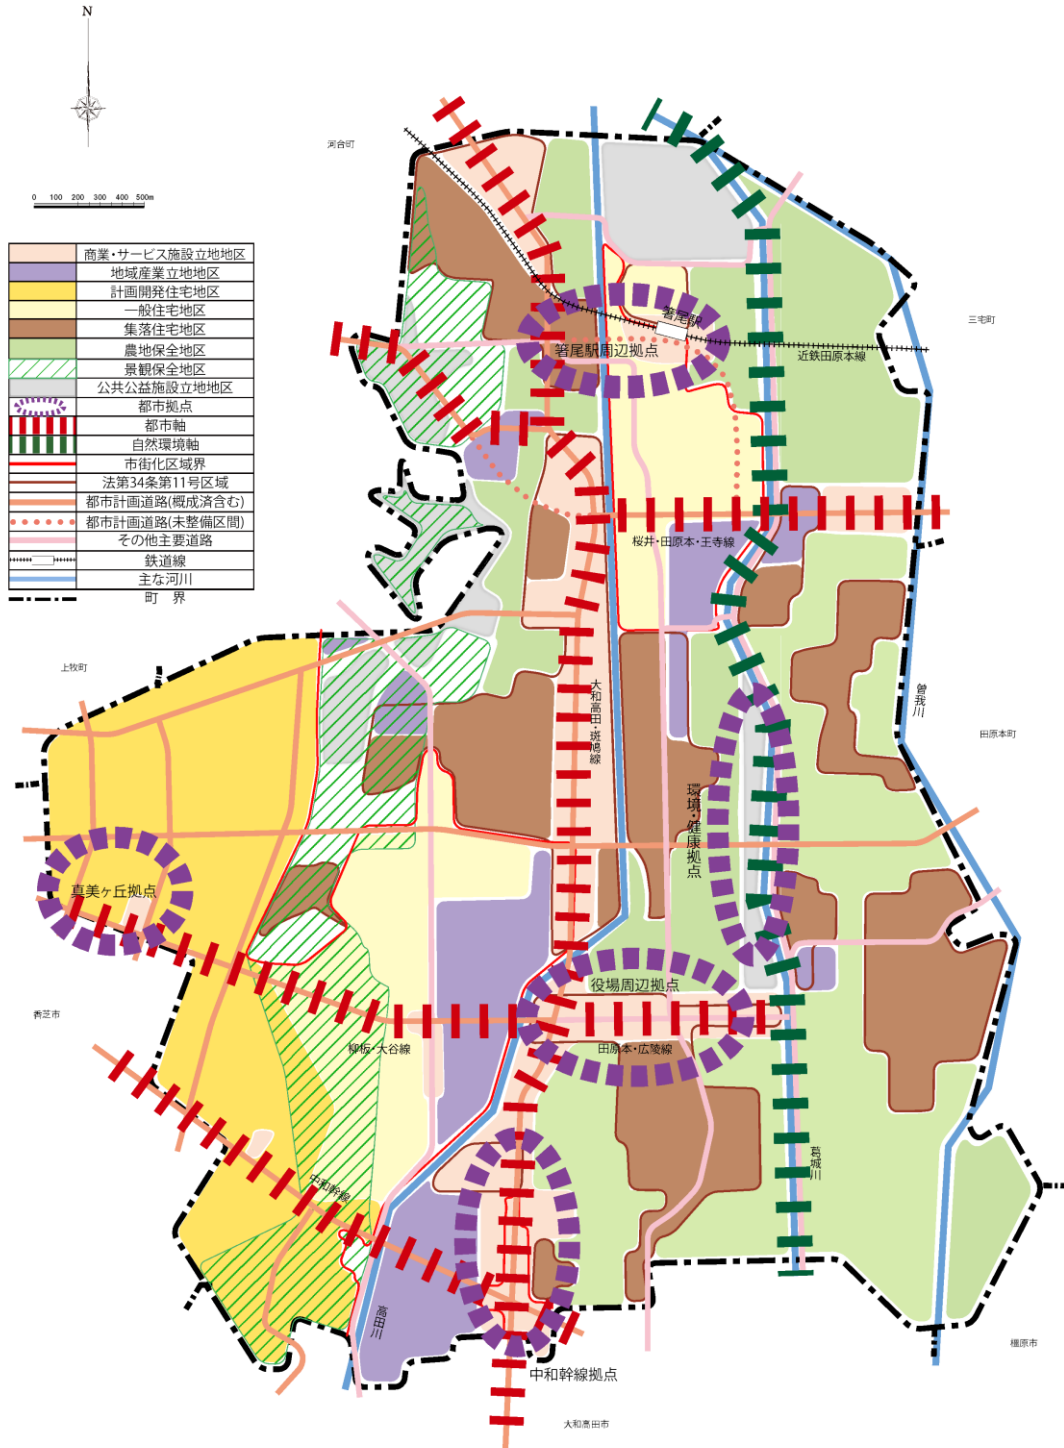 N
河合町
0 100 200 300 400 500m
商業・サービス施設立地地区
地域産業立地地区
計画開発住宅地区
一般住宅地区
集落住宅地区
農地保全地区
景観保全地区
公共公益施設立地地区
都市拠点
都市軸
自然環境軸
市街化区域界
法第34条第11号区域
都市計画道路(概成済含む)
都市計画道路(未整備区間)
その他主要道路
鉄道線
主な河川
町 界
三宅町
箸尾駅
箸尾駅周辺拠点
近鉄田原本線
桜井・田原本・王寺線
上牧町
大和高田・斑鳩線
曽我川
田原本町
環境・健康拠点
真美ヶ丘拠点
役場周辺拠点
香芝市
柳板・大谷線
田原本・広陵線
葛城川
中和幹線
高田川
橿原市
中和幹線拠点
大和高田市